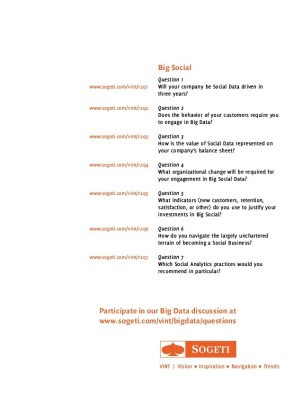 Big Social
Question 1
www.sogeti.com/vint/r291 Will your company be Social Data driven in
three years?
Question 2
www.sogeti.com/vint/r292 Does the behavior of your customers require you
to engage in Big Data?
Question 3
www.sogeti.com/vint/r293 How is the value of Social Data represented on
your company's balance sheet?
Question 4
www.sogeti.com/vint/r294 What organizational change will be required for
your engagement in Big Social Data?
Question 5
www.sogeti.com/vint/r295 What indicators (new customers, retention,
satisfaction, or other) do you use to justify your
investments in Big Social?
Question 6
www.sogeti.com/vint/r296 How do you navigate the largely unchartered
terrain of becoming a Social Business?
Question 7
www.sogeti.com/vint/r297 Which Social Analytics practices would you
recommend in particular?
Participate in our Big Data discussion at
www.sogeti.com/vint/bigdata/questions
SOGETI
VINT | Vision • Inspiration • Navigation • Trends